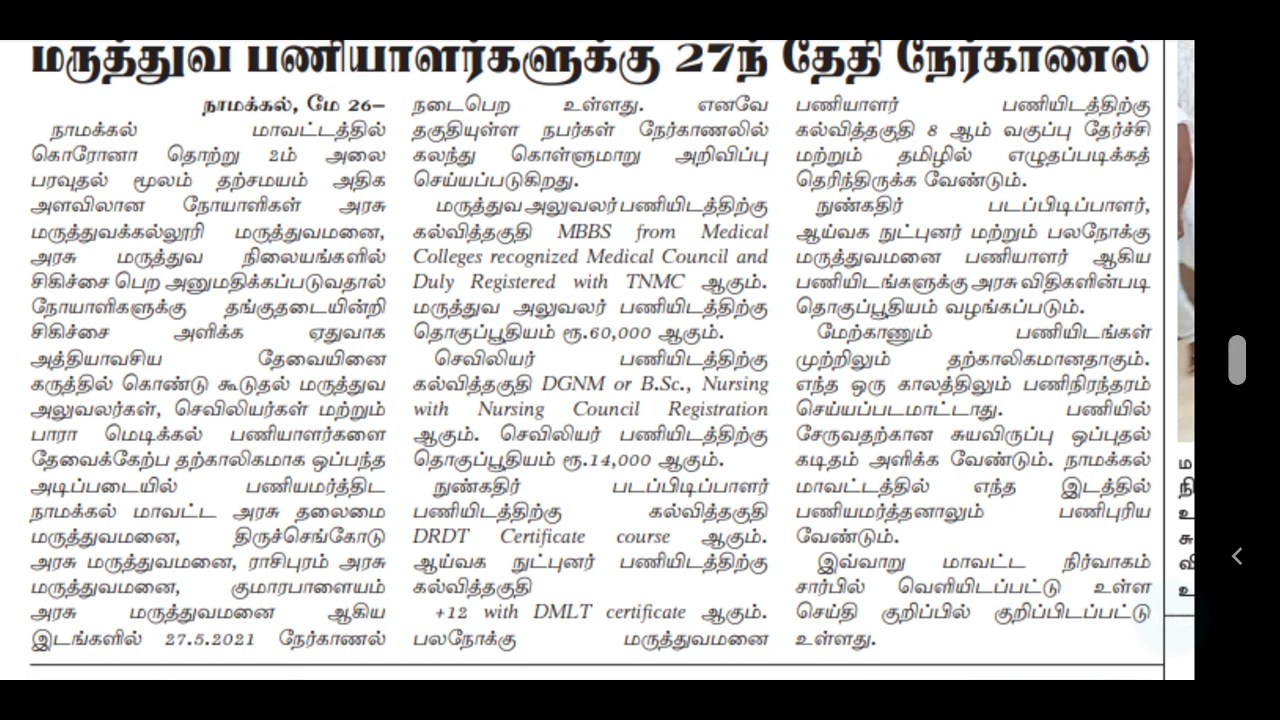 மருத்துவ பணியாளர்களுக்கு 27ந் தேதி நேர்காணல்
நாமக்கல், மே 26–
நாமக்கல் மாவட்டத்தில்
கொரோனா தொற்று 2ம் அலை
பரவுதல் மூலம் தற்சமயம் அதிக
அளவிலான நோயாளிகள் அரசு
மருத்துவக்கல்லூரி மருத்துவமனை,
அரசு மருத்துவ நிலையங்களில்
சிகிச்சை பெற அனுமதிக்கப்படுவதால்
நோயாளிகளுக்கு தங்குதடையின்றி
சிகிச்சை அளிக்க ஏதுவாக
அத்தியாவசிய தேவையினை
கருத்தில் கொண்டு கூடுதல் மருத்துவ
அலுவலர்கள், செவிலியர்கள் மற்றும்
பாரா மெடிக்கல் பணியாளர்களை
தேவைக்கேற்ப தற்காலிகமாக ஒப்பந்த
அடிப்படையில் பணியமர்த்திட
நாமக்கல் மாவட்ட அரசு தலைமை
மருத்துவமனை, திருச்செங்கோடு
அரசு மருத்துவமனை, ராசிபுரம் அரசு
மருத்துவமனை, குமாரபாளையம்
அரசு மருத்துவமனை ஆகிய
இடங்களில் 27.5.2021 நேர்காணல்
நடைபெற உள்ளது. எனவே
தகுதியுள்ள நபர்கள் நேர்காணலில்
கலந்து கொள்ளுமாறு அறிவிப்பு
செய்யப்படுகிறது.
மருத்துவ அலுவலர் பணியிடத்திற்கு
கல்வித்தகுதி MBBS from Medical
Colleges recognized Medical Council and
Duly Registered with TNMC ஆகும்.
மருத்துவ அலுவலர் பணியிடத்திற்கு
தொகுப்பூதியம் ரூ.60,000 ஆகும்.
செவிலியர் பணியிடத்திற்கு
கல்வித்தகுதி DGNM or B.Sc., Nursing
with Nursing Council Registration
ஆகும். செவிலியர் பணியிடத்திற்கு
தொகுப்பூதியம் ரூ.14,000 ஆகும்.
நுண்கதிர் படப்பிடிப்பாளர்
பணியிடத்திற்கு கல்வித்தகுதி
DRDT Certificate course ஆகும்.
ஆய்வக நுட்புனர் பணியிடத்திற்கு
கல்வித்தகுதி
+12 with DMLT certificate ஆகும்.
பலநோக்கு மருத்துவமனை
பணியாளர் பணியிடத்திற்கு
கல்வித்தகுதி 8 ஆம் வகுப்பு தேர்ச்சி
மற்றும் தமிழில் எழுதப்படிக்கத்
தெரிந்திருக்க வேண்டும்.
நுண்கதிர் படப்பிடிப்பாளர்,
ஆய்வக நுட்புனர் மற்றும் பலநோக்கு
மருத்துவமனை பணியாளர் ஆகிய
பணியிடங்களுக்கு அரசு விதிகளின்படி
தொகுப்பூதியம் வழங்கப்படும்.
மேற்காணும் பணியிடங்கள்
முற்றிலும் தற்காலிகமானதாகும்.
எந்த ஒரு காலத்திலும் பணிநிரந்தரம்
செய்யப்படமாட்டாது. பணியில்
சேருவதற்கான சுயவிருப்பு ஒப்புதல்
கடிதம் அளிக்க வேண்டும். நாமக்கல்
மாவட்டத்தில் எந்த இடத்தில்
பணியமர்த்தனாலும் பணிபுரிய
வேண்டும்.
இவ்வாறு மாவட்ட நிர்வாகம்
சார்பில் வெளியிடப்பட்டு உள்ள
செய்தி குறிப்பில் குறிப்பிடப்பட்டு
உள்ளது.